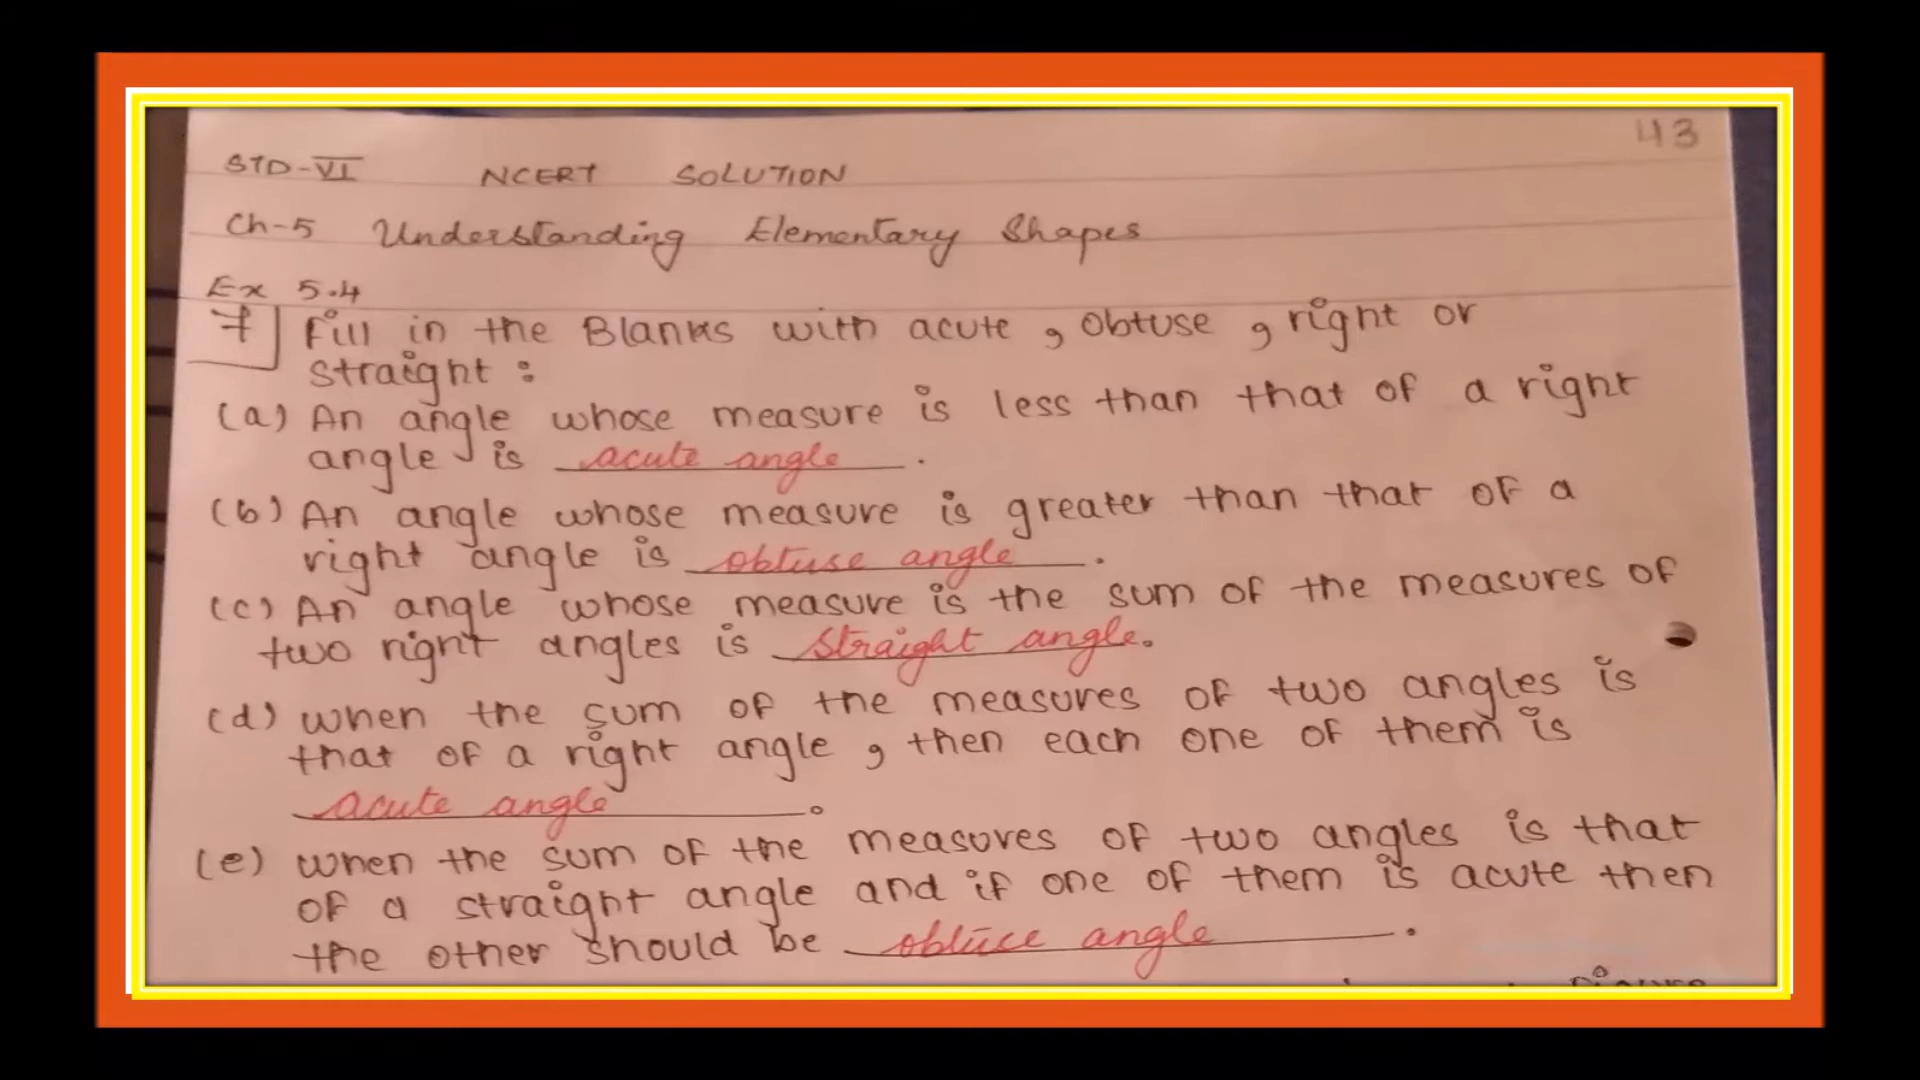 43
STD-VI NCERT SOLUTION
Ch-5 Understanding Elementary Shapes
Ex 5.4
7 Fill in the Blanks with acute, obtuse, right or
straight:
(a) An angle whose measure is less than that of a right
angle is acute angle.
(b) An angle whose measure is greater than that of a
right angle is obtuse angle.
(c) An angle whose measure is the sum of the measures of
two right angles is straight angle.
(d) when the sum of the measures of two angles is
that of a right angle, then each one of them is
acute angle.
(e) when the sum of the measures of two angles is that
of a straight angle and if one of them is acute then
the other should be obtuce angle.